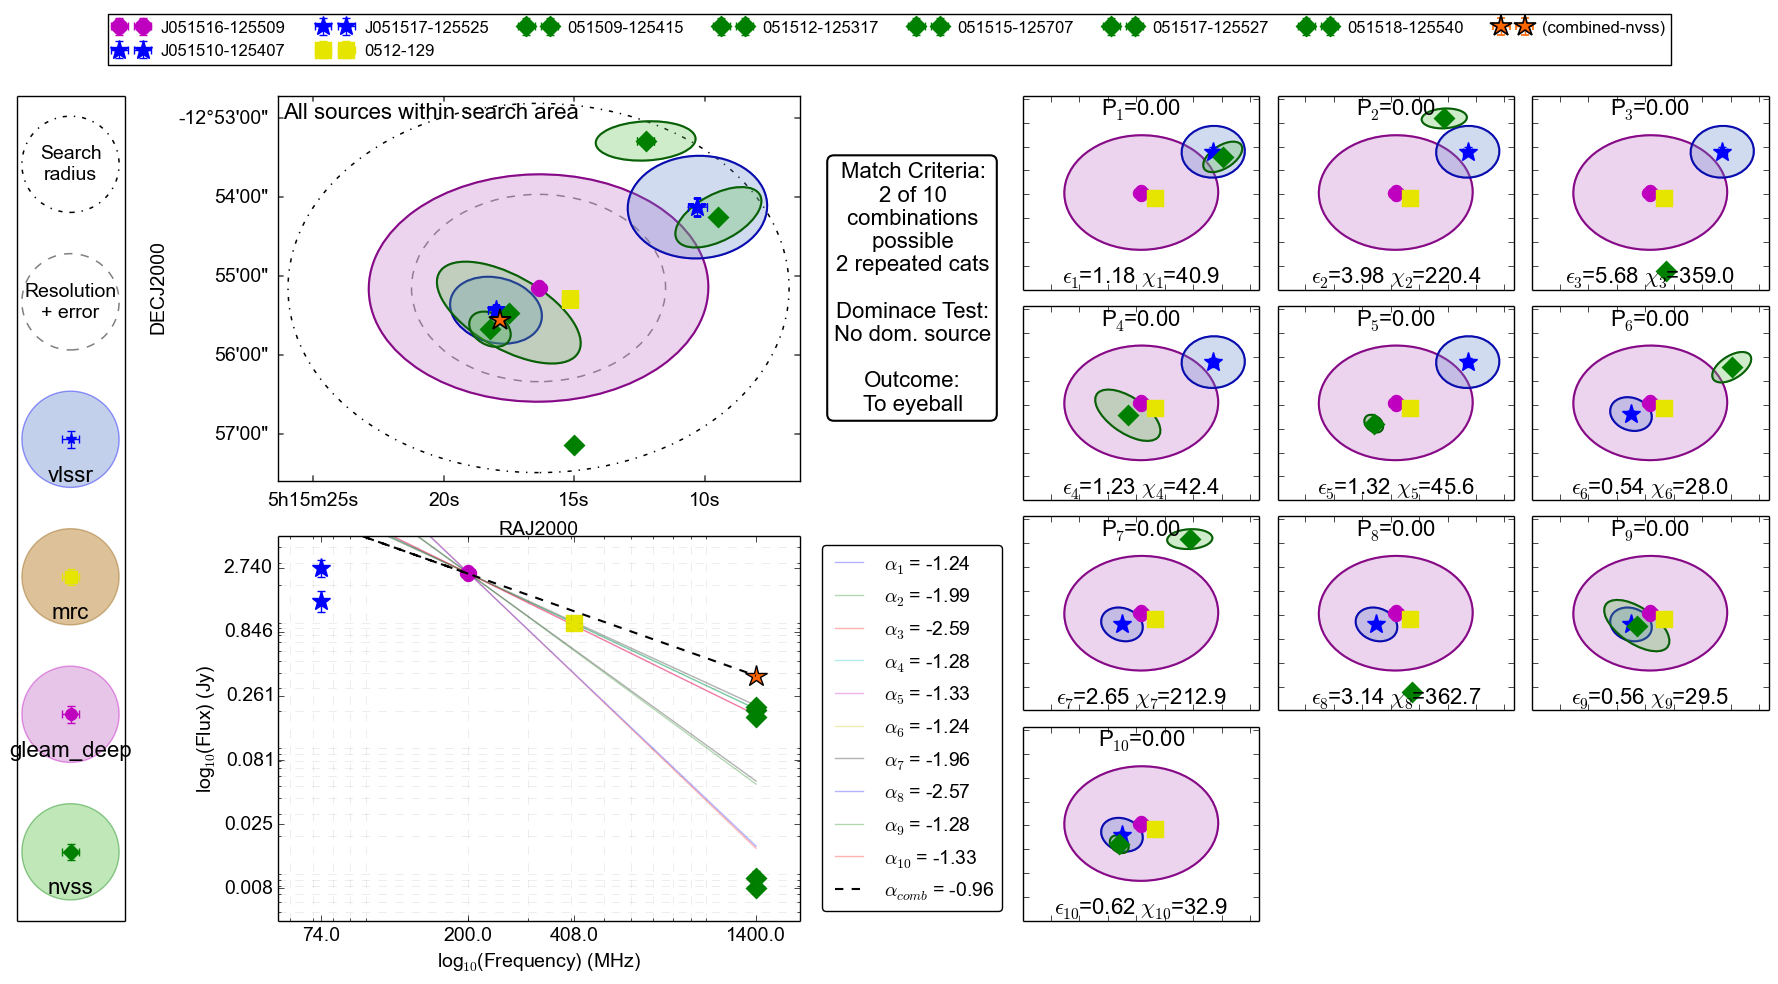 J051516-125509 J051517-125525 051509-125415 051512-125317 051515-125707 051517-125527 051518-125540 (combined-nvss)
J051510-125407 0512-129
Search
radius
Resolution
+ error
vlssr
mrc
gleam_deep
nvss
All sources within search area
-12°53'00"
54'00"
55'00"
56'00"
57'00"
DECJ2000
5h15m25s 20s 15s 10s
RAJ2000
Match Criteria:
2 of 10
combinations
possible
2 repeated cats
Dominace Test:
No dom. source
Outcome:
To eyeball
2.740
0.846
0.261
0.081
0.025
0.008
log10(Flux) (Jy)
74.0 200.0 408.0 1400.0
log10(Frequency) (MHz)
α1 = -1.24
α2 = -1.99
α3 = -2.59
α4 = -1.28
α5 = -1.33
α6 = -1.24
α7 = -1.96
α8 = -2.57
α9 = -1.28
α10 = -1.33
αcomb = -0.96
P1=0.00
ϵ1=1.18 χ1=40.9
P2=0.00
ϵ2=3.98 χ2=220.4
P3=0.00
ϵ3=5.68 χ3=359.0
P4=0.00
ϵ4=1.23 χ4=42.4
P5=0.00
ϵ5=1.32 χ5=45.6
P6=0.00
ϵ6=0.54 χ6=28.0
P7=0.00
ϵ7=2.65 χ7=212.9
P8=0.00
ϵ8=3.14 χ8=362.7
P9=0.00
ϵ9=0.56 χ9=29.5
P10=0.00
ϵ10=0.62 χ10=32.9